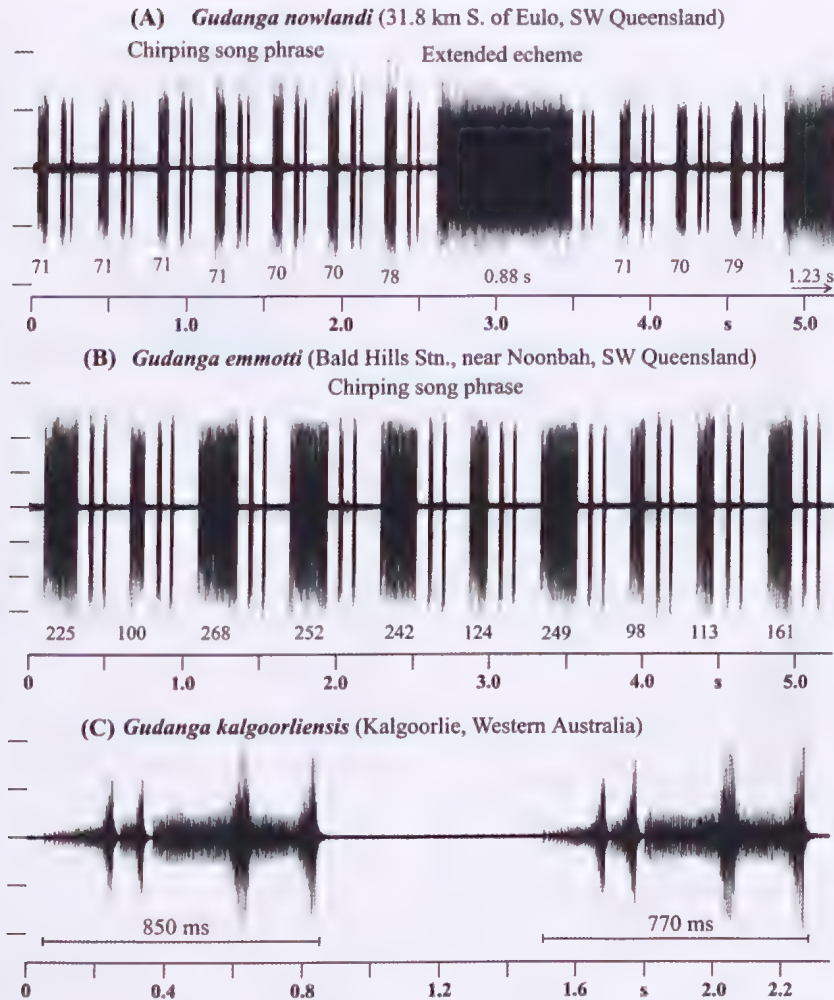 (A) Gudanga nowlandi (31.8 km S. of Eulo, SW Queensland)
Chirping song phrase Extended echeme
71 71 71 71 70 70 78 0.88 s 71 70 79 1.23 s
0 1.0 2.0 3.0 4.0 s 5.0
(B) Gudanga emmotti (Bald Hills Stn., near Noonbah, SW Queensland)
Chirping song phrase
225 100 268 252 242 124 249 98 113 161
0 1.0 2.0 3.0 4.0 s 5.0
(C) Gudanga kalgoorliensis (Kalgoorlie, Western Australia)
850 ms 770 ms
0 0.4 0.8 1.2 1.6 s 2.0 2.2